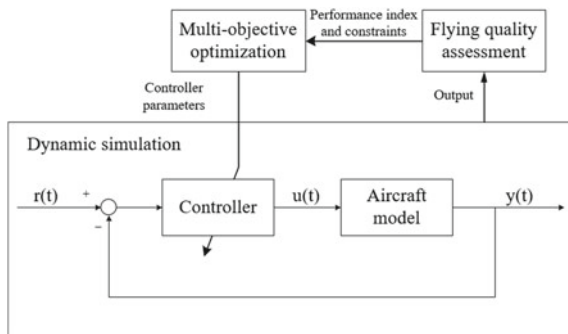 Multi-objective
optimization
Performance index
and constraints
Flying quality
assessment
Controller
parameters
Output
Dynamic simulation
r(t)
+
−
Controller
u(t)
Aircraft
model
y(t)